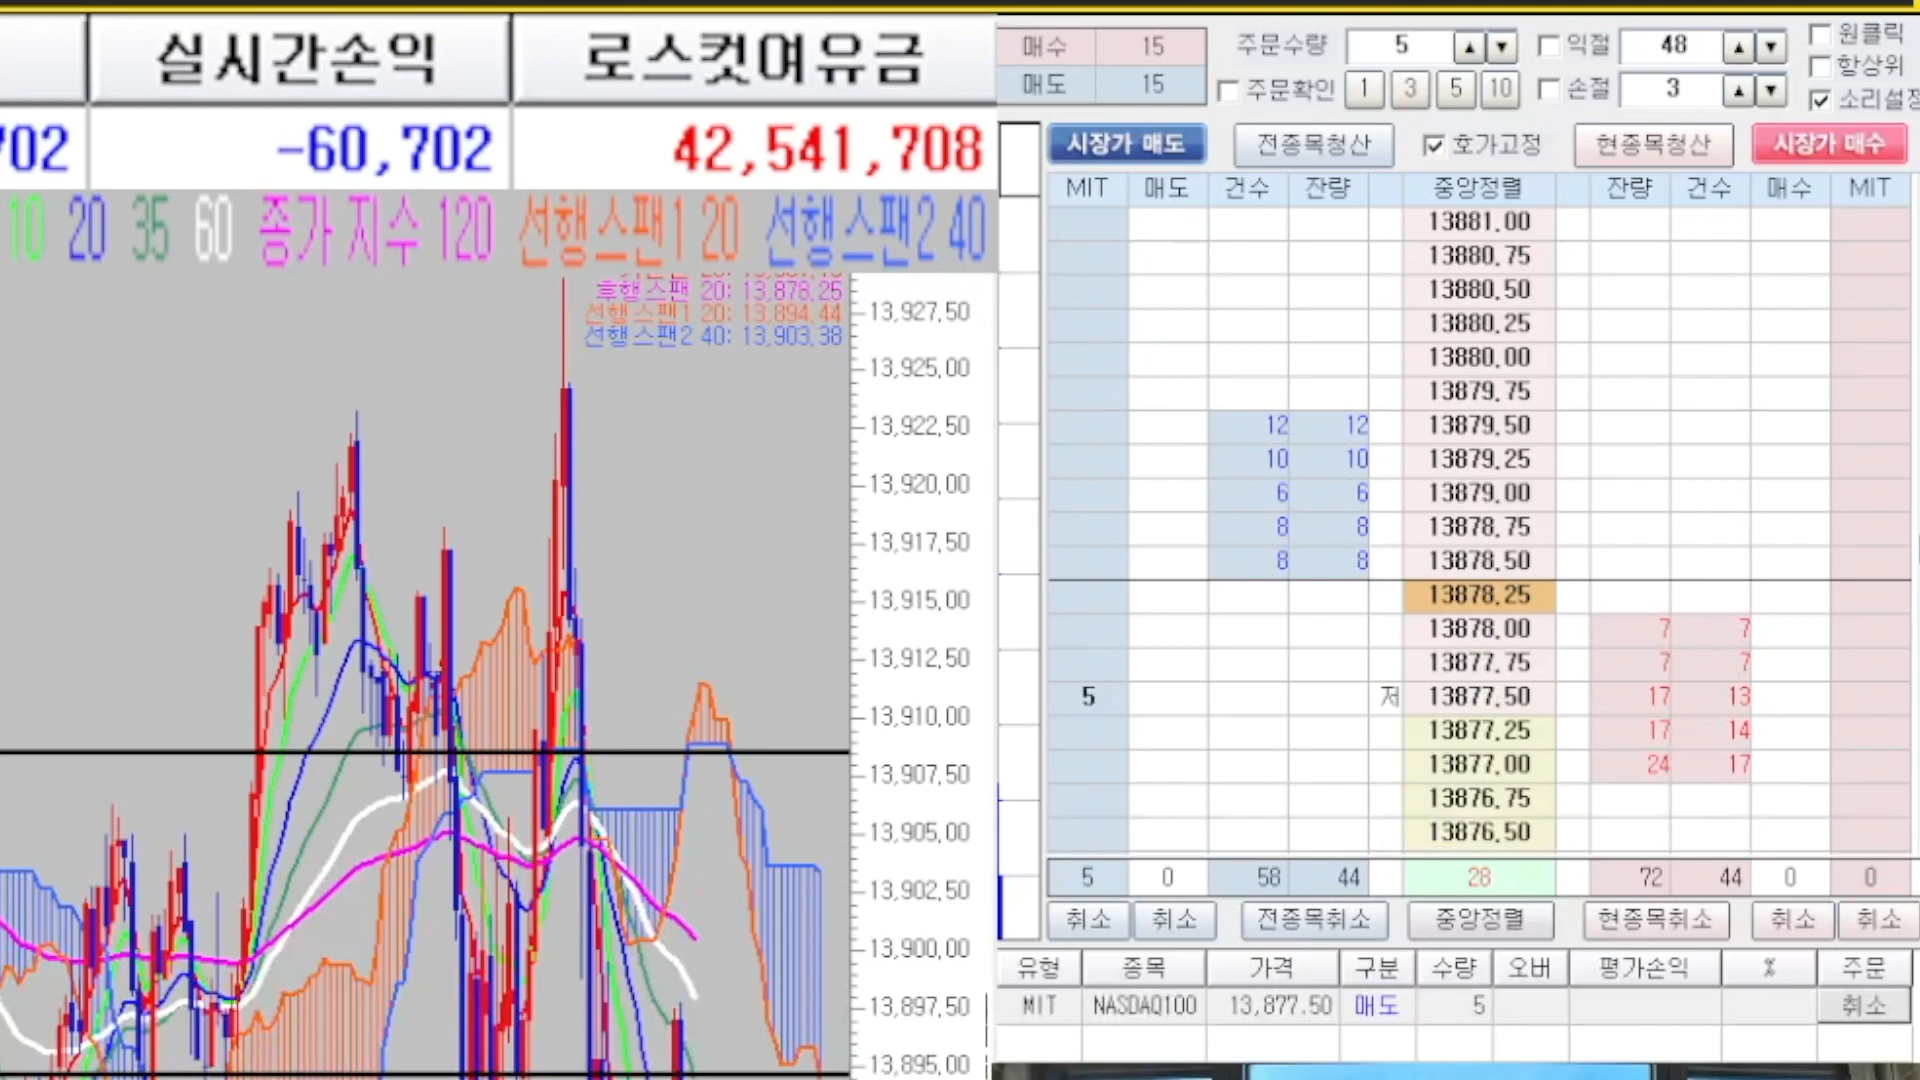 실시간손익 로스컷여유금
702 -60,702 42,541,708
10 20 35 60 종가 지수 120 선행스팬1 20 선행스팬2 40
후행스팬 20: 13,878.25
선행스팬1 20: 13,894.44
선행스팬2 40: 13,903.38
13,927.50
13,925.00
13,922.50
13,920.00
13,917.50
13,915.00
13,912.50
13,910.00
13,907.50
13,905.00
13,902.50
13,900.00
13,897.50
13,895.00
매수 15 주문수량 5 익절 48 원클릭
항상위
매도 15 주문확인 1 3 5 10 손절 3 소리설정
시장가 매도 전종목청산 호가고정 현종목청산 시장가 매수
MIT 매도 건수 잔량 중앙정렬 잔량 건수 매수 MIT
13881.00
13880.75
13880.50
13880.25
13880.00
13879.75
12 12 13879.50
10 10 13879.25
6 6 13879.00
8 8 13878.75
8 8 13878.50
13878.25
13878.00 7 7
13877.75 7 7
5 저 13877.50 17 13
13877.25 17 14
13877.00 24 17
13876.75
13876.50
5 0 58 44 28 72 44 0 0
취소 취소 전종목취소 중앙정렬 현종목취소 취소 취소
유형 종목 가격 구분 수량 오버 평가손익 % 주문
MIT NASDAQ100 13,877.50 매도 5 취소